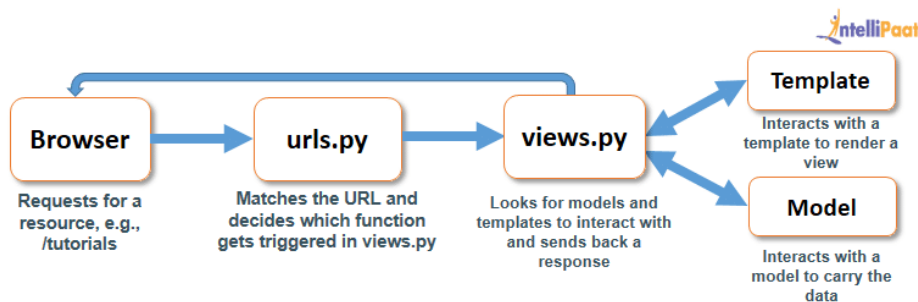 IntelliPaat
Browser
Requests for a
resource, e.g.,
/tutorials
urls.py
Matches the URL and
decides which function
gets triggered in views.py
views.py
Looks for models and
templates to interact with
and sends back a
response
Template
Interacts with a
template to render a
view
Model
Interacts with a
model to carry the
data